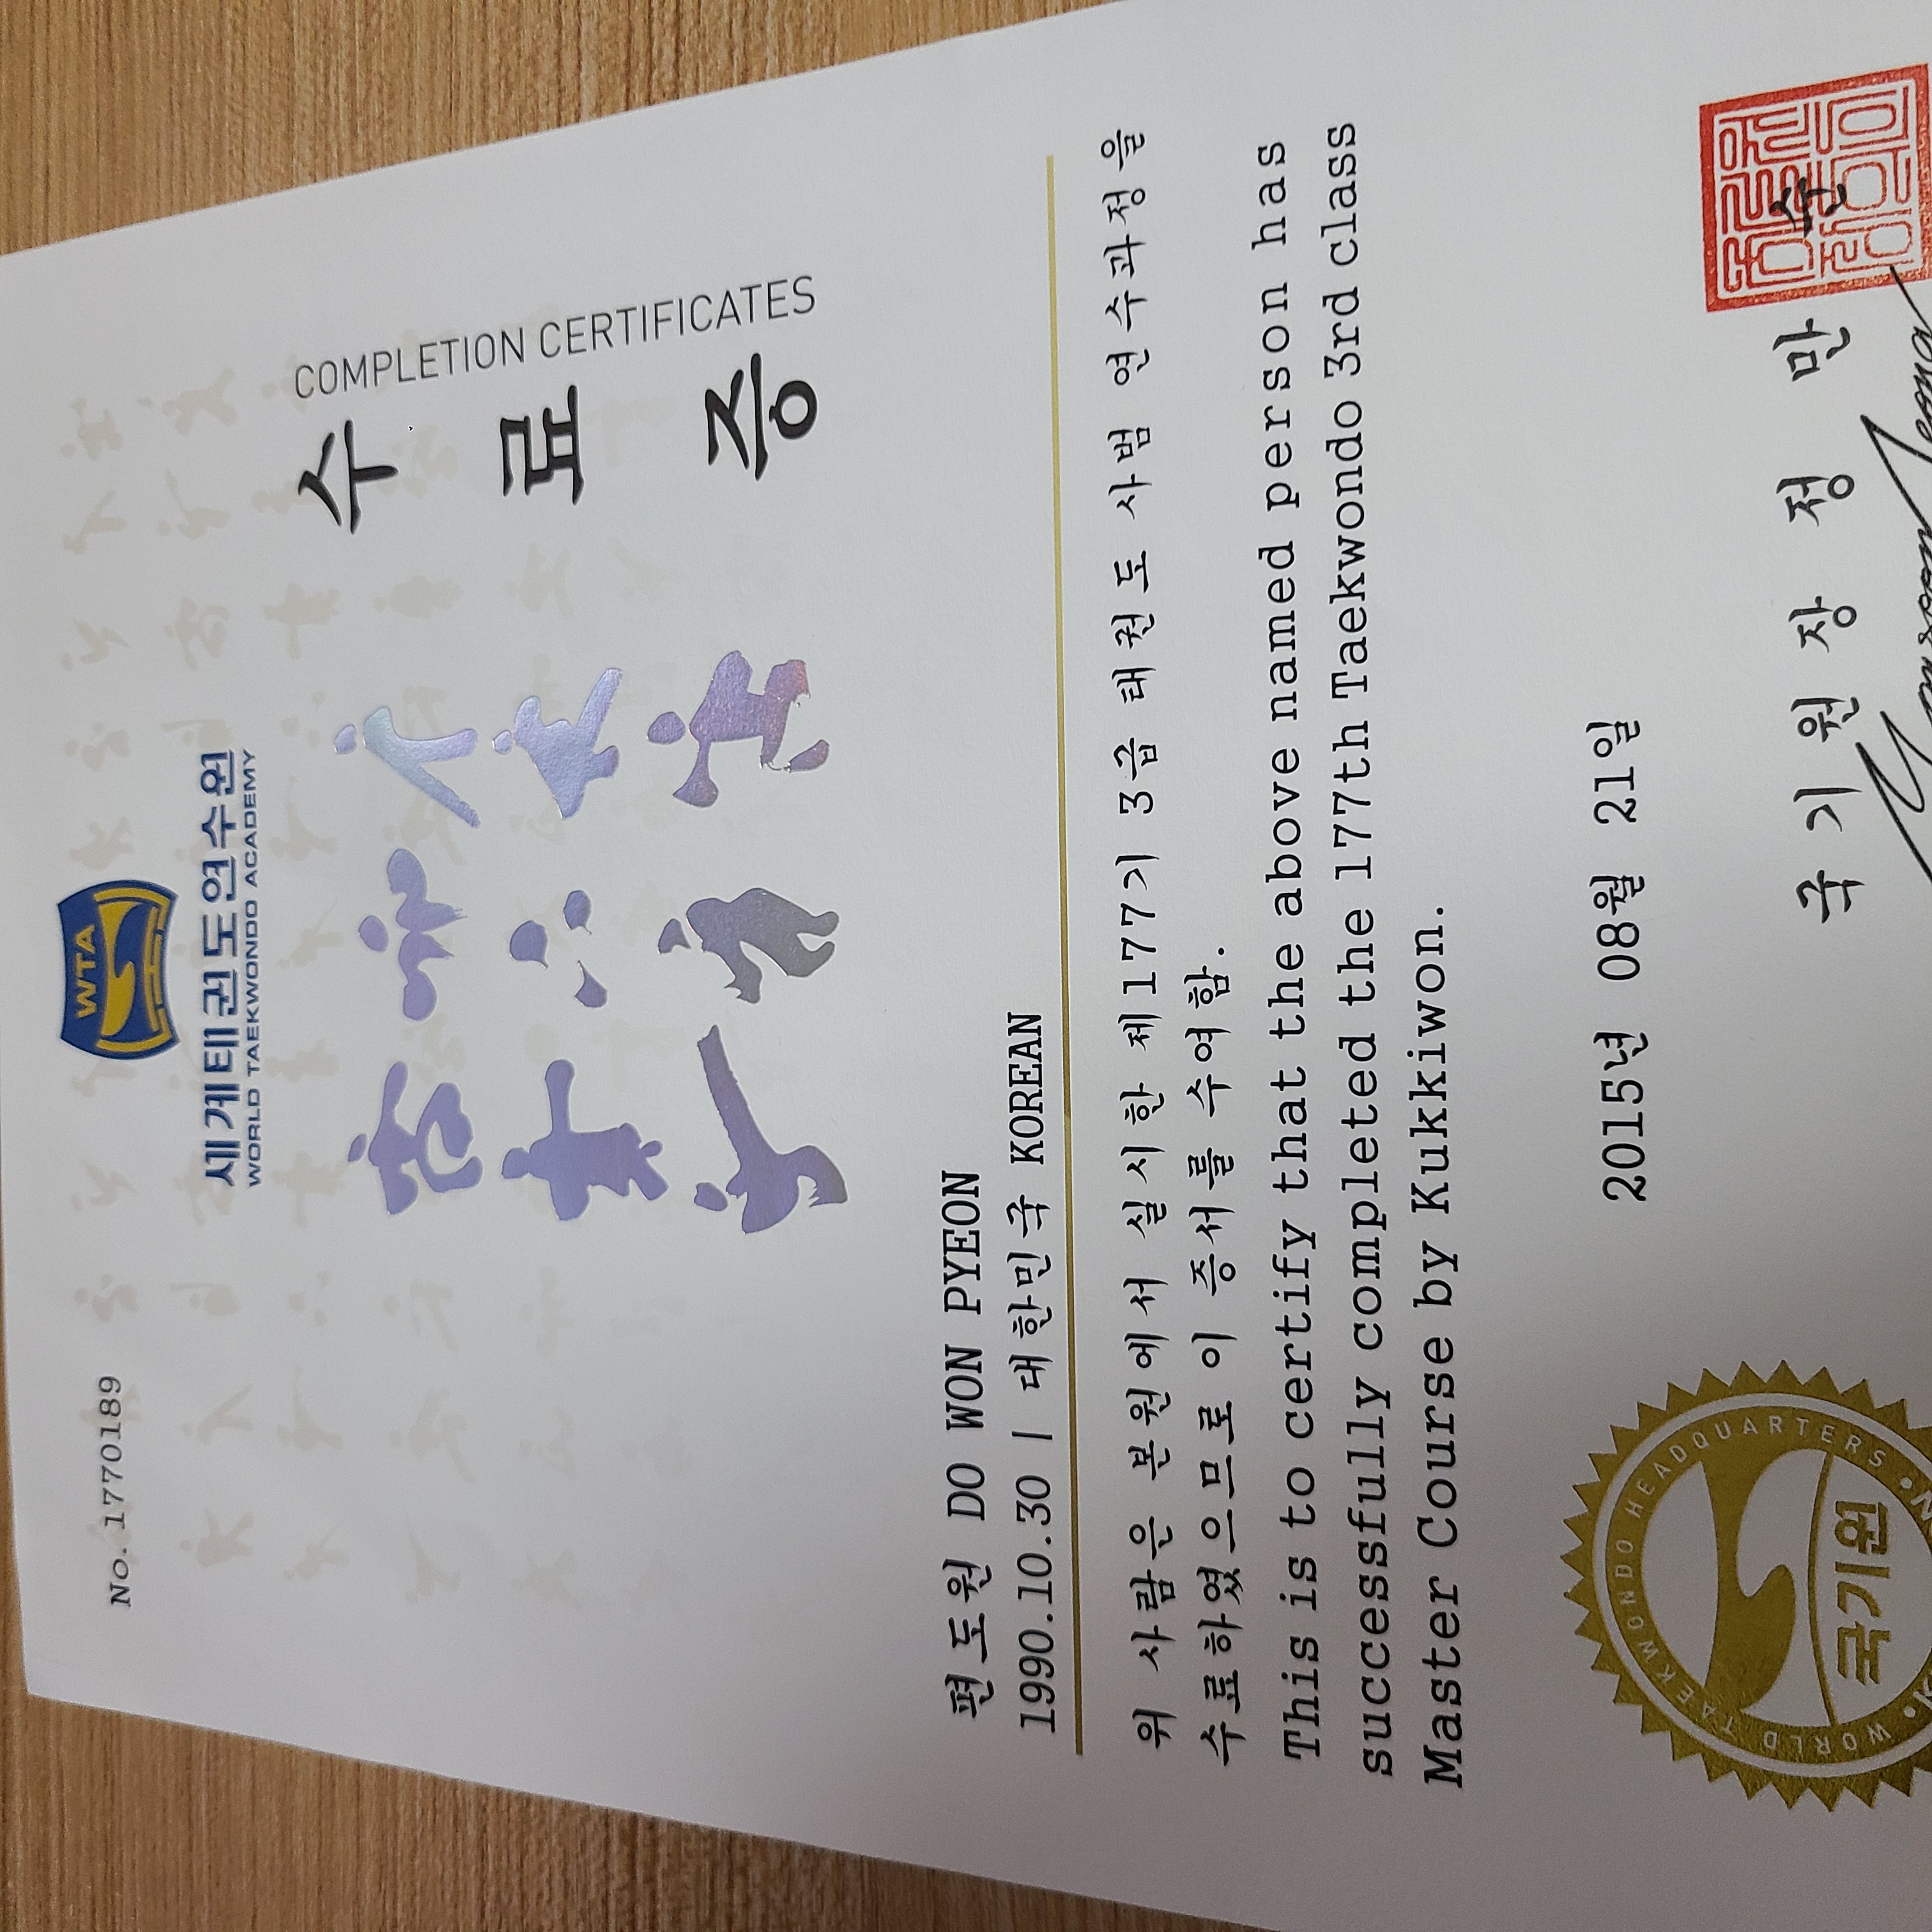 No. 1770189
WTA
세계태권도연수원
WORLD TAEKWONDO ACADEMY
수료증
COMPLETION CERTIFICATES
편도원 DO WON PYEON
1990.10.30 | 대한민국 KOREAN
위 사람은 본원에서 실시한 제177기 3급 태권도 사범 연수과정을
수료하였으므로 이 증서를 수여함.
This is to certify that the above named person has
successfully completed the 177th Taekwondo 3rd class
Master Course by Kukkiwon.
2015년 08월 21일
국기원장 정만순
WORLD TAEKWONDO HEADQUARTERS
국기원